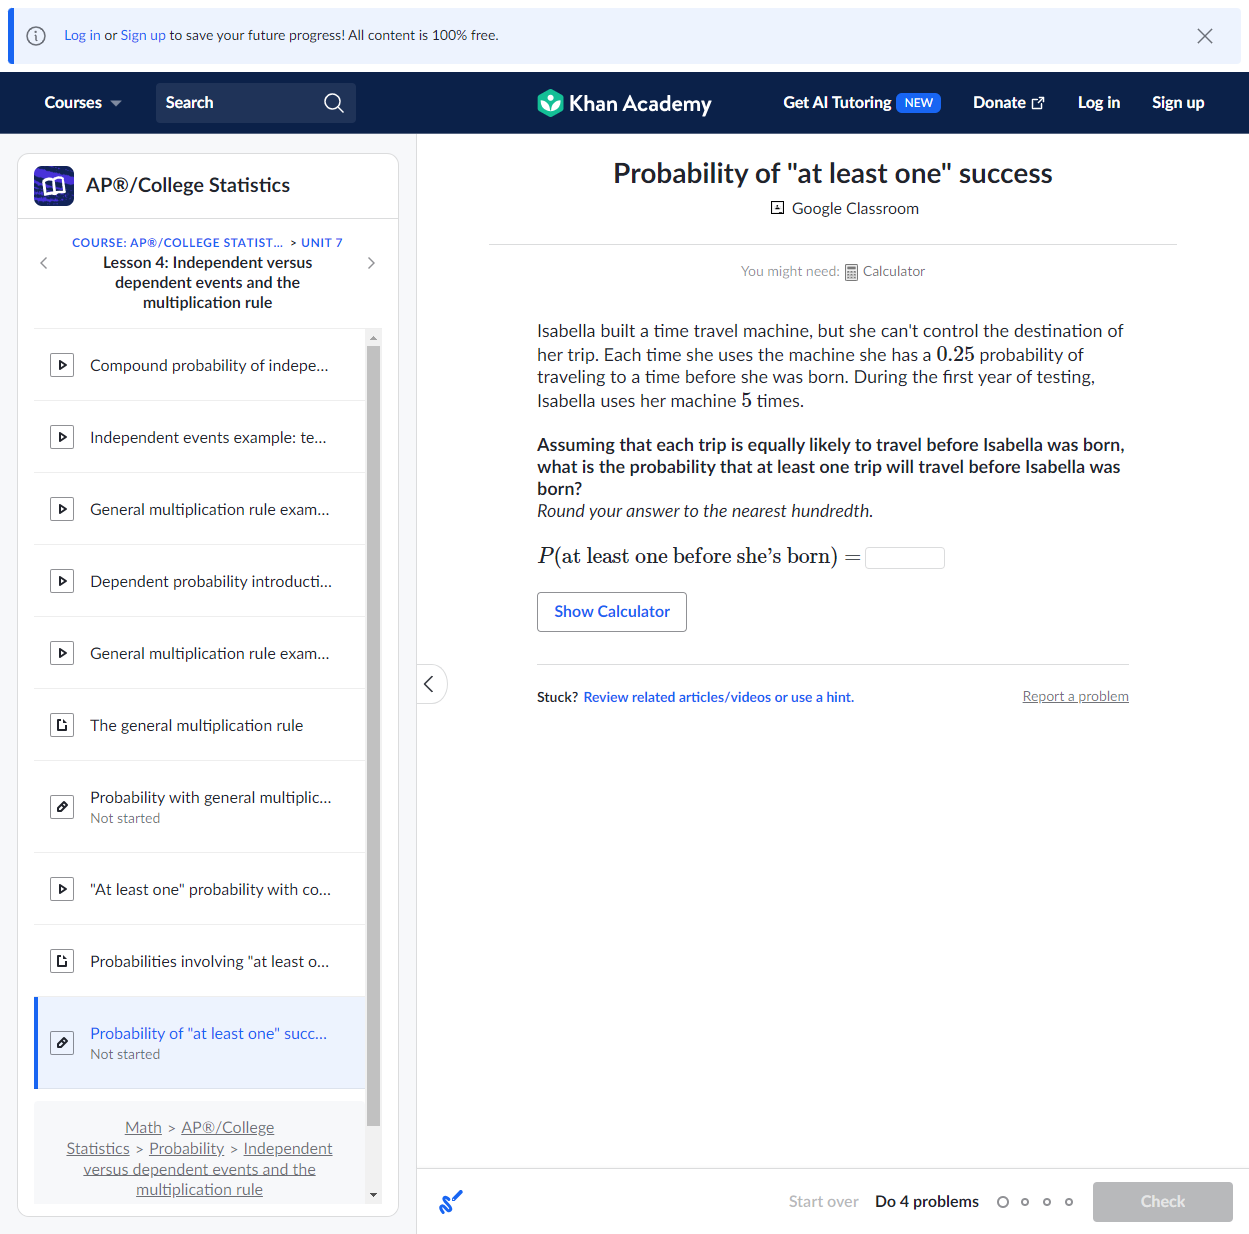 Log in or Sign up to save your future progress! All content is 100% free.
Courses
Search
Khan Academy
Get AI Tutoring NEW
Donate
Log in
Sign up
AP®/College Statistics
COURSE: AP®/COLLEGE STATIST... > UNIT 7
Lesson 4: Independent versus
dependent events and the
multiplication rule
Compound probability of indepe...
Independent events example: te...
General multiplication rule exam...
Dependent probability introducti...
General multiplication rule exam...
The general multiplication rule
Probability with general multiplic...
Not started
"At least one" probability with co...
Probabilities involving "at least o...
Probability of "at least one" succ...
Not started
Math > AP®/College
Statistics > Probability > Independent
versus dependent events and the
multiplication rule
Probability of "at least one" success
Google Classroom
You might need: Calculator
Isabella built a time travel machine, but she can't control the destination of
her trip. Each time she uses the machine she has a 0.25 probability of
traveling to a time before she was born. During the first year of testing,
Isabella uses her machine 5 times.
Assuming that each trip is equally likely to travel before Isabella was born,
what is the probability that at least one trip will travel before Isabella was
born?
Round your answer to the nearest hundredth.
P(at least one before she's born) =
Show Calculator
Stuck? Review related articles/videos or use a hint.
Report a problem
Start over
Do 4 problems
Check